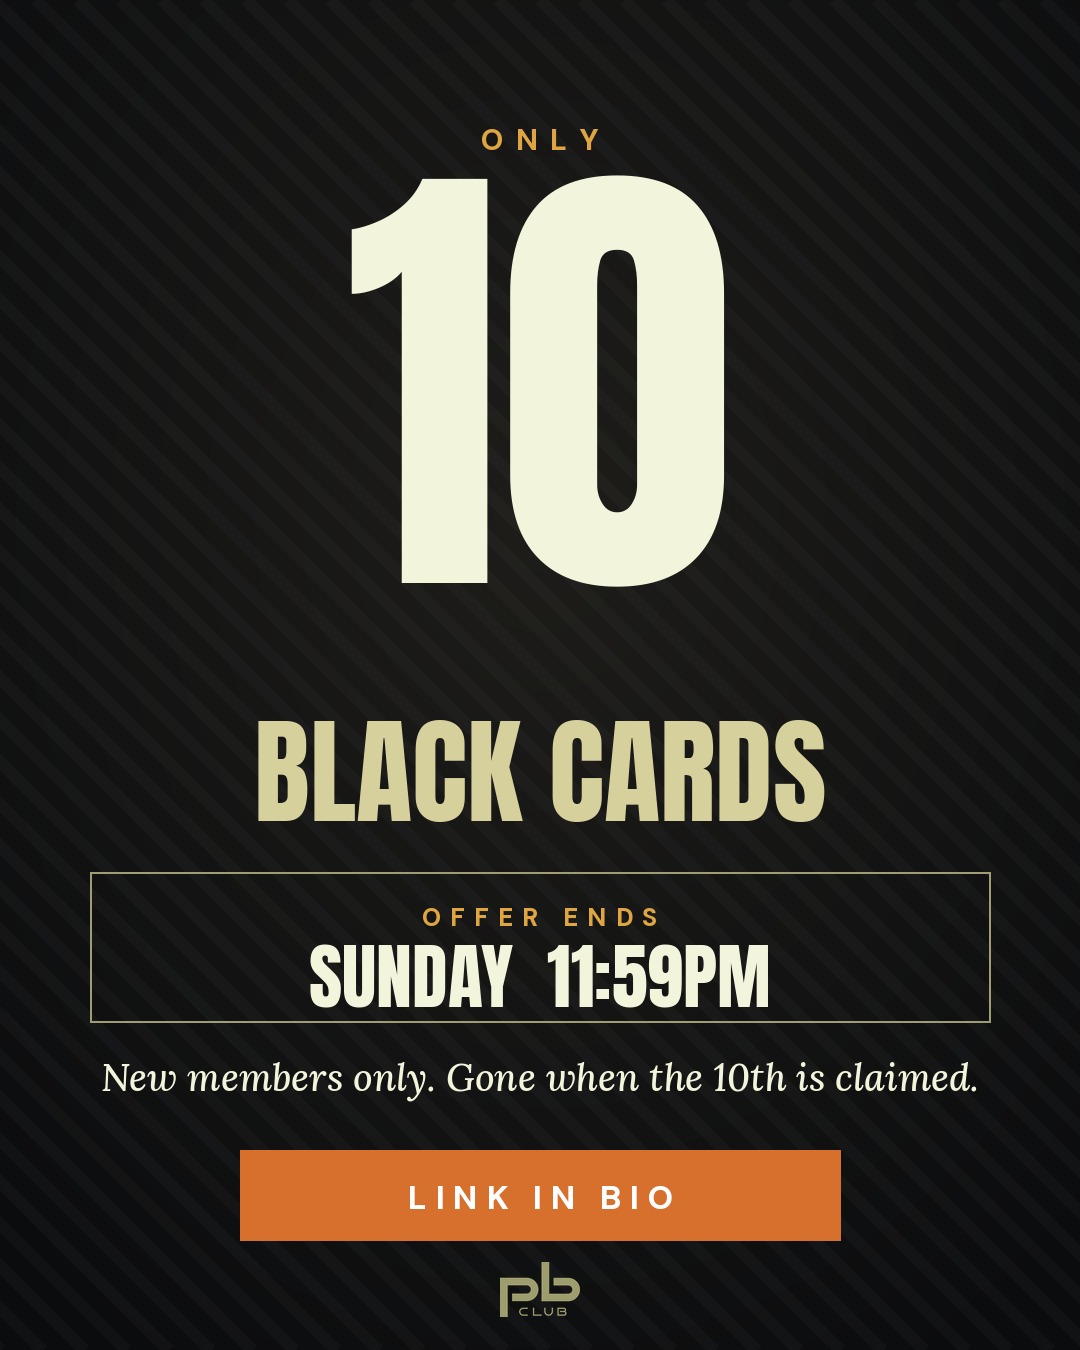 ONLY
10
BLACK CARDS
OFFER ENDS
SUNDAY 11:59PM
New members only. Gone when the 10th is claimed.
LINK IN BIO
pb
CLUB